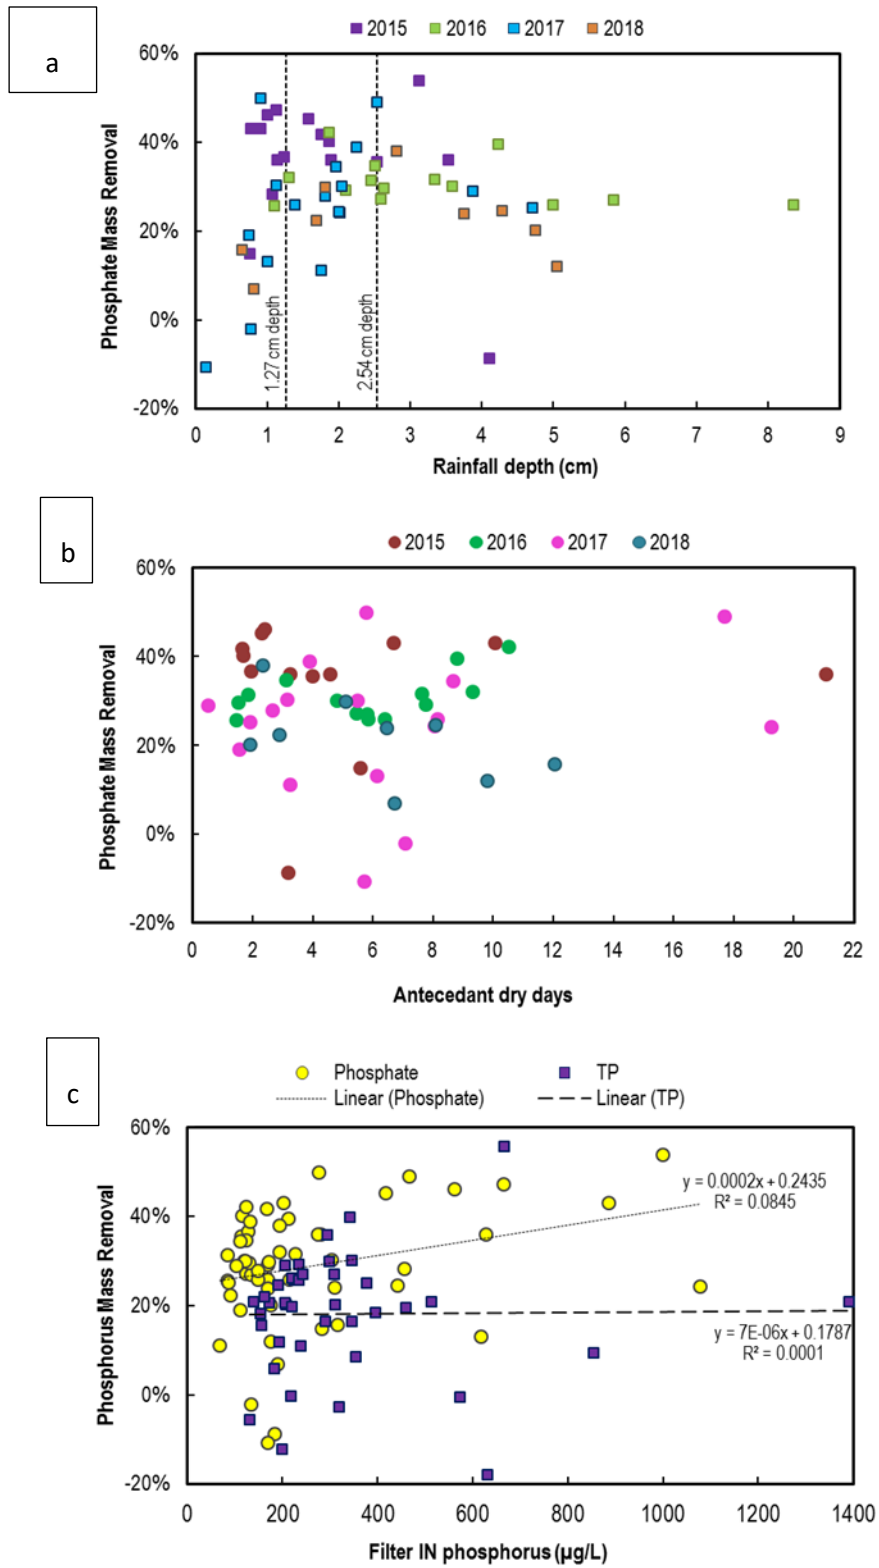 a
2015 2016 2017 2018
60%
40%
20%
0%
-20%
Phosphate Mass Removal
1.27 cm depth
2.54 cm depth
0 1 2 3 4 5 6 7 8 9
Rainfall depth (cm)
b
2015 2016 2017 2018
60%
40%
20%
0%
-20%
Phosphate Mass Removal
0 2 4 6 8 10 12 14 16 18 20 22
Antecedant dry days
c
Phosphate TP
Linear (Phosphate) Linear (TP)
60%
40%
20%
0%
-20%
Phosphorus Mass Removal
y = 0.0002x + 0.2435
R² = 0.0845
y = 7E-06x + 0.1787
R² = 0.0001
0 200 400 600 800 1000 1200 1400
Filter IN phosphorus (µg/L)